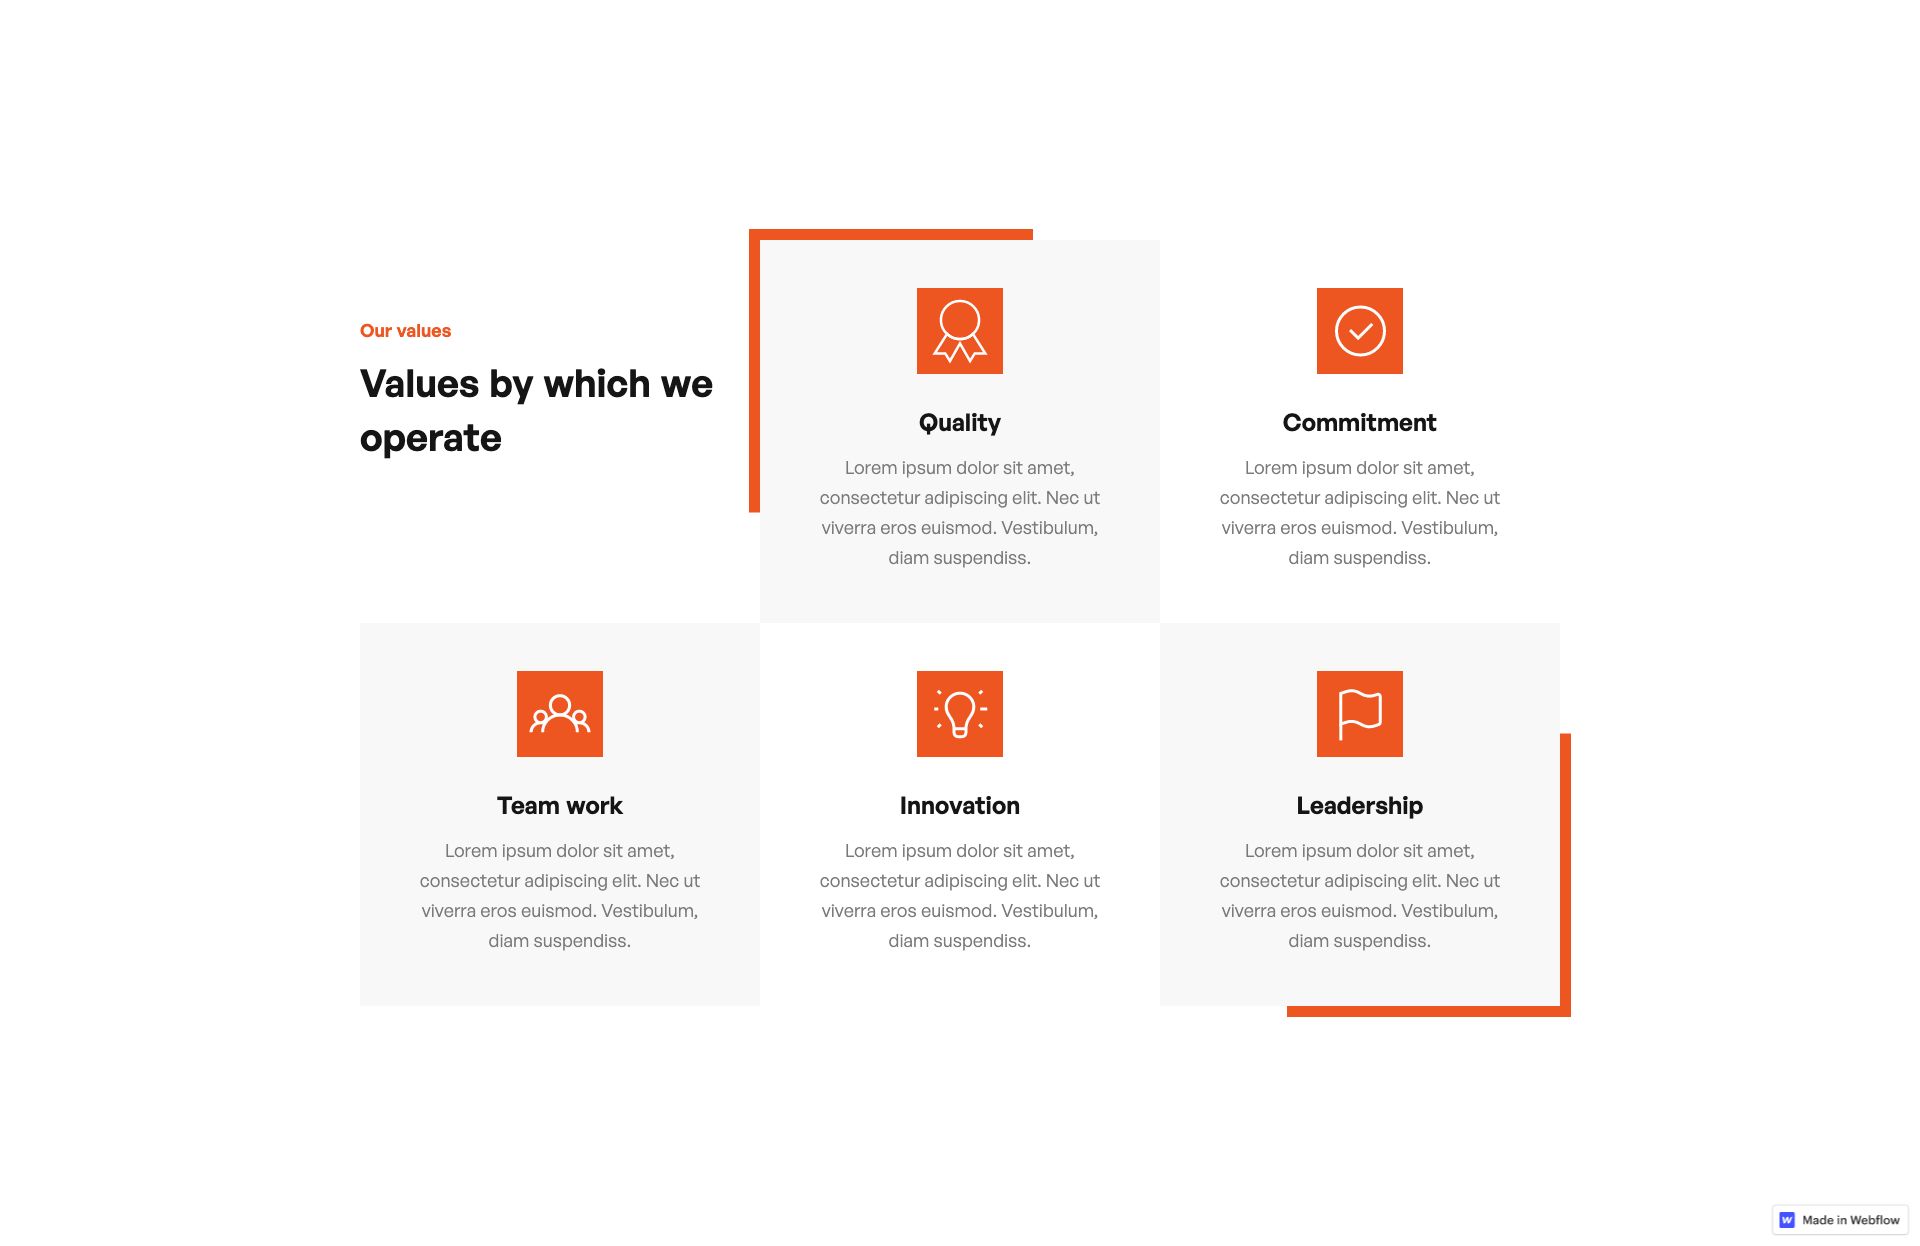 Our values
Values by which we
operate
Quality
Lorem ipsum dolor sit amet,
consectetur adipiscing elit. Nec ut
viverra eros euismod. Vestibulum,
diam suspendiss.
Commitment
Lorem ipsum dolor sit amet,
consectetur adipiscing elit. Nec ut
viverra eros euismod. Vestibulum,
diam suspendiss.
Team work
Lorem ipsum dolor sit amet,
consectetur adipiscing elit. Nec ut
viverra eros euismod. Vestibulum,
diam suspendiss.
Innovation
Lorem ipsum dolor sit amet,
consectetur adipiscing elit. Nec ut
viverra eros euismod. Vestibulum,
diam suspendiss.
Leadership
Lorem ipsum dolor sit amet,
consectetur adipiscing elit. Nec ut
viverra eros euismod. Vestibulum,
diam suspendiss.
Made in Webflow